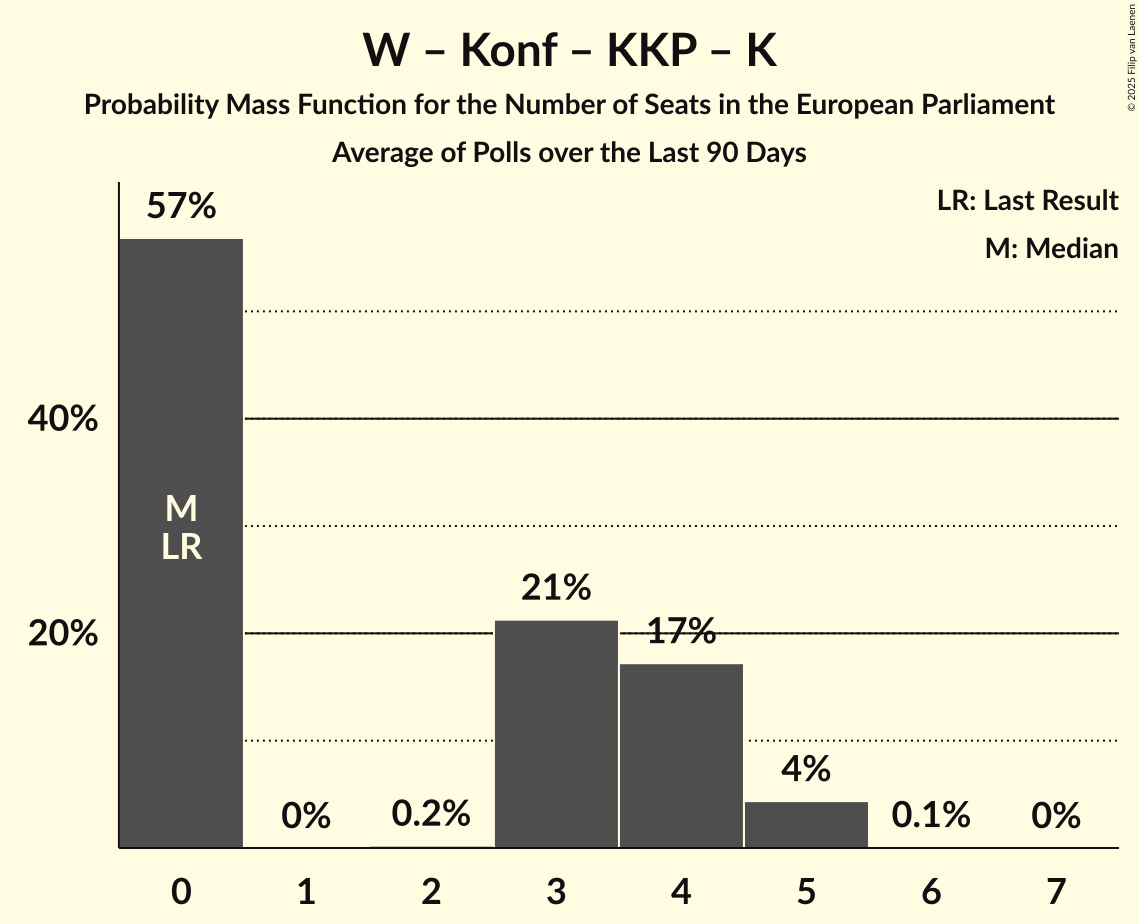 W – Konf – KKP – K
Probability Mass Function for the Number of Seats in the European Parliament
Average of Polls over the Last 90 Days
© 2025 Filip van Laenen
LR: Last Result
M: Median
57%
40%
M
LR
21%
17%
20%
4%
0%
0.2%
0.1%
0%
0 1 2 3 4 5 6 7